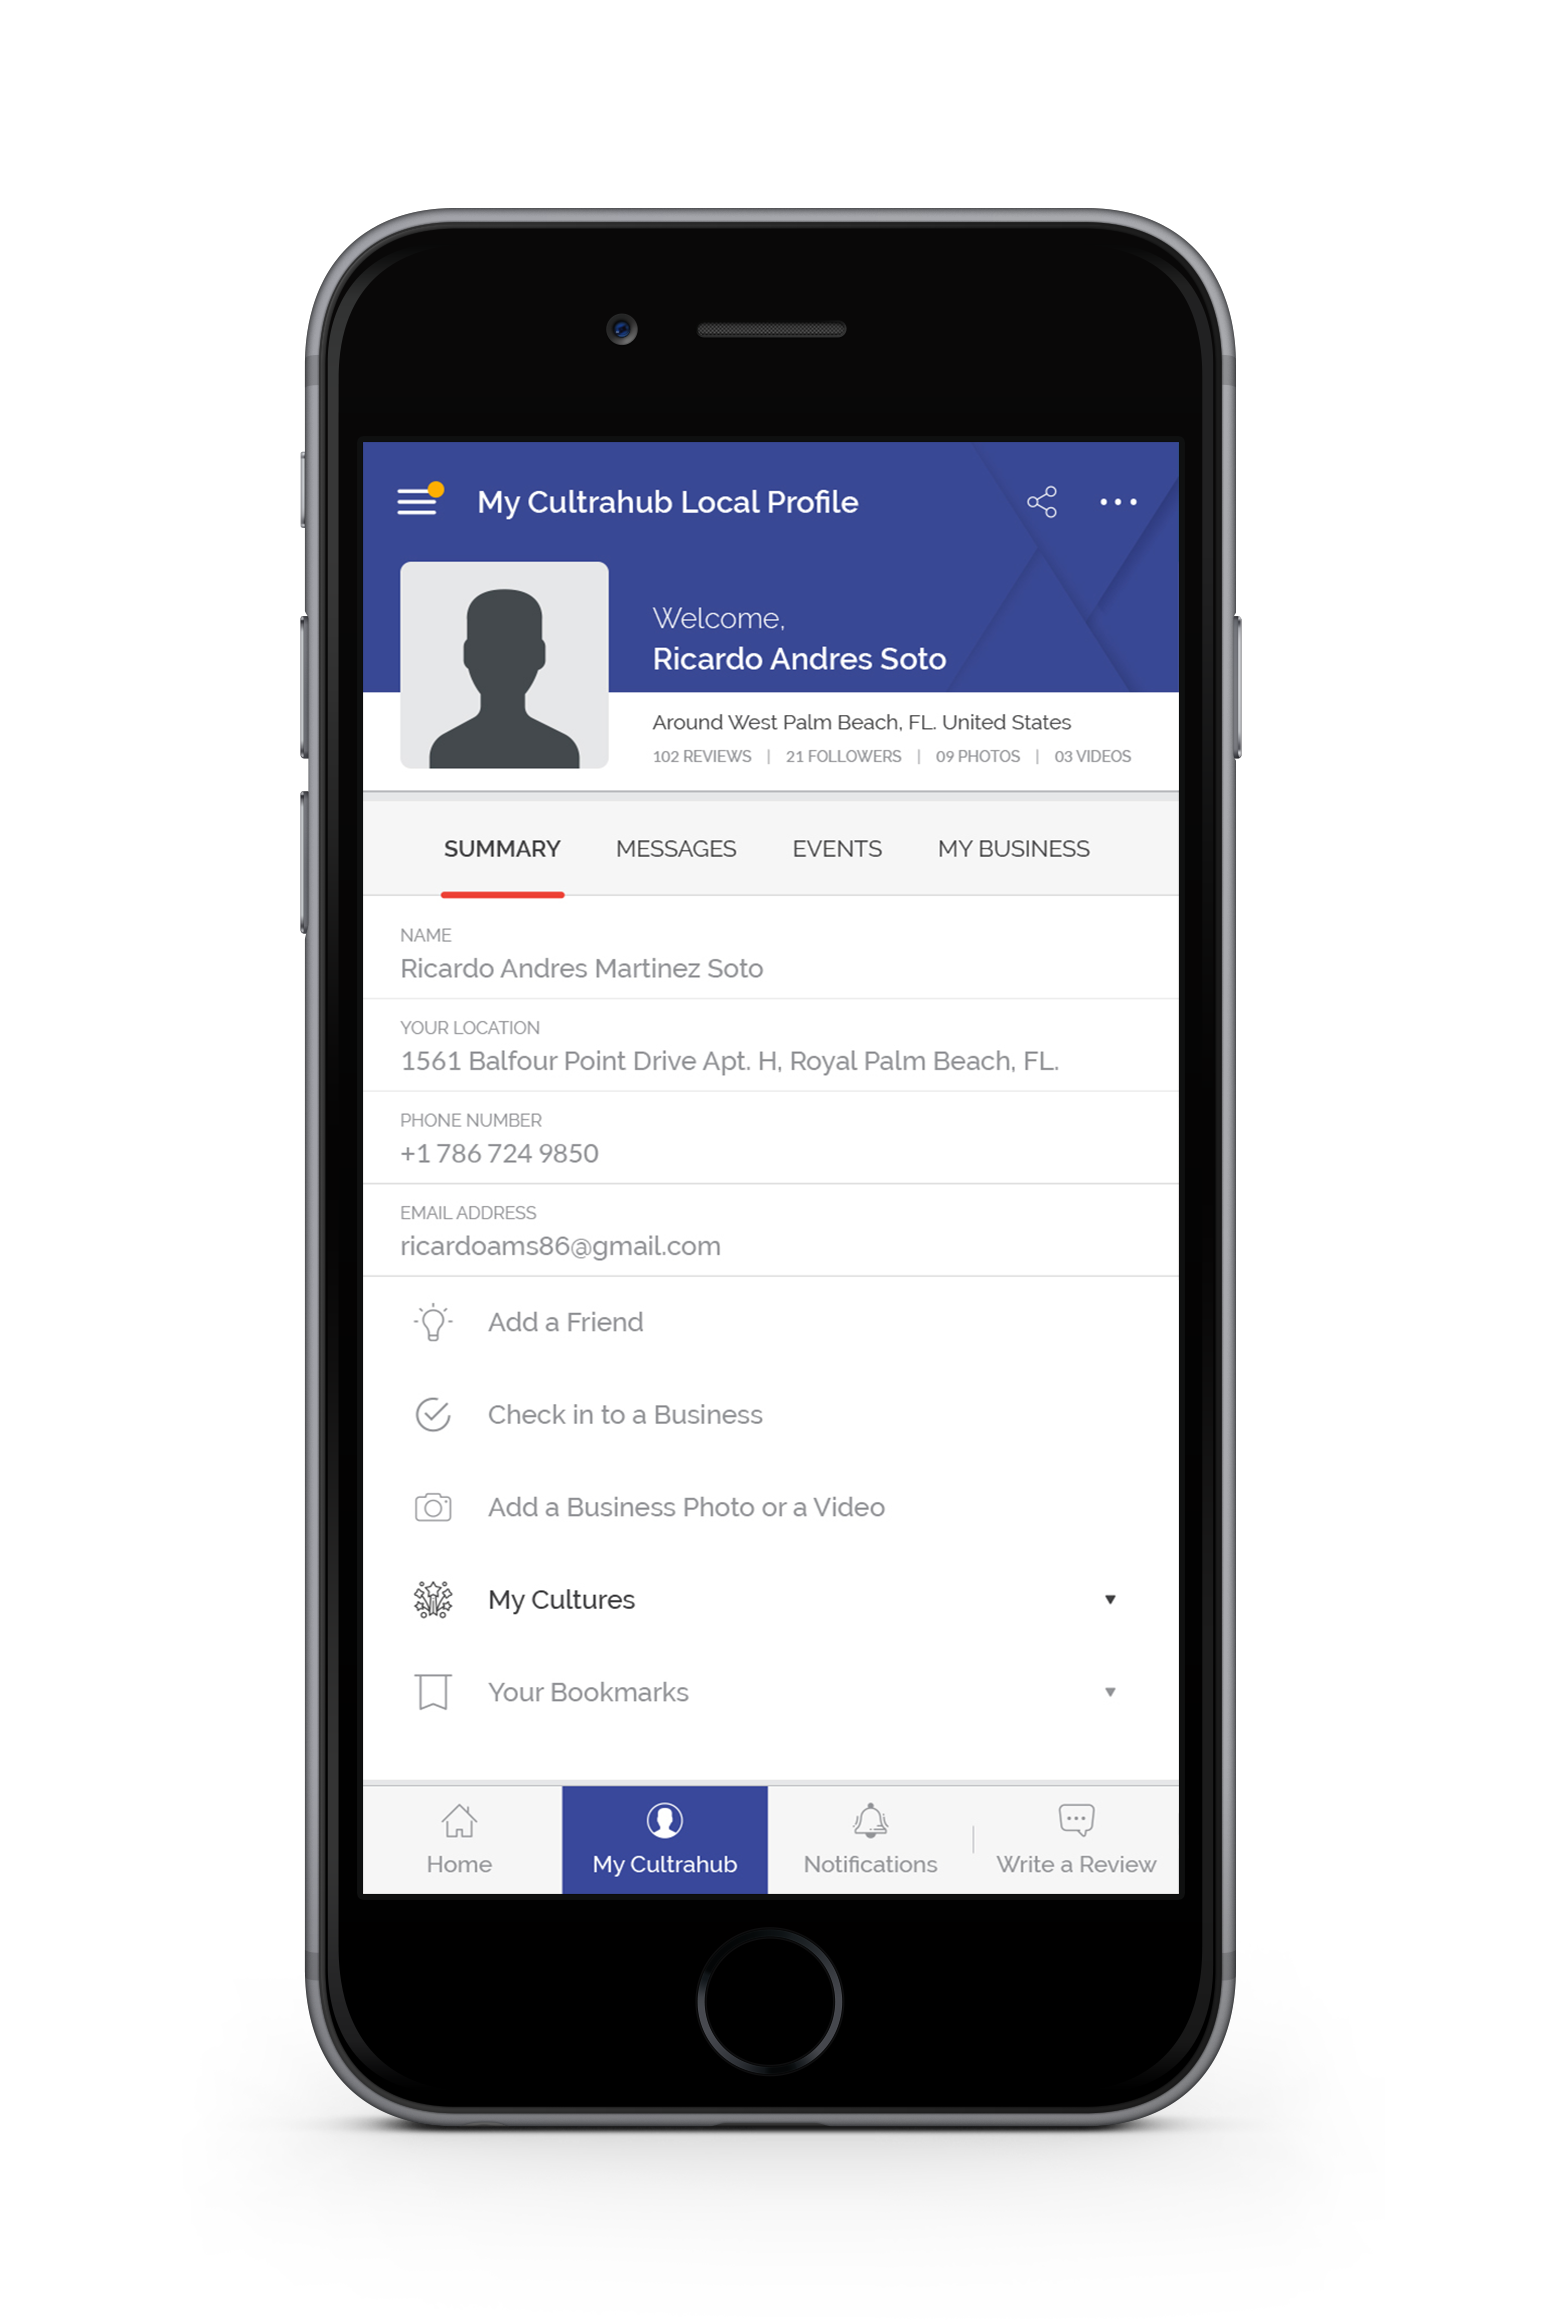 My Cultrahub Local Profile
Welcome,
Ricardo Andres Soto
Around West Palm Beach, FL. United States
102 REVIEWS | 21 FOLLOWERS | 09 PHOTOS | 03 VIDEOS
SUMMARY MESSAGES EVENTS MY BUSINESS
NAME
Ricardo Andres Martinez Soto
YOUR LOCATION
1561 Balfour Point Drive Apt. H, Royal Palm Beach, FL.
PHONE NUMBER
+1 786 724 9850
EMAIL ADDRESS
ricardoams86@gmail.com
Add a Friend
Check in to a Business
Add a Business Photo or a Video
My Cultures
Your Bookmarks
Home My Cultrahub Notifications Write a Review